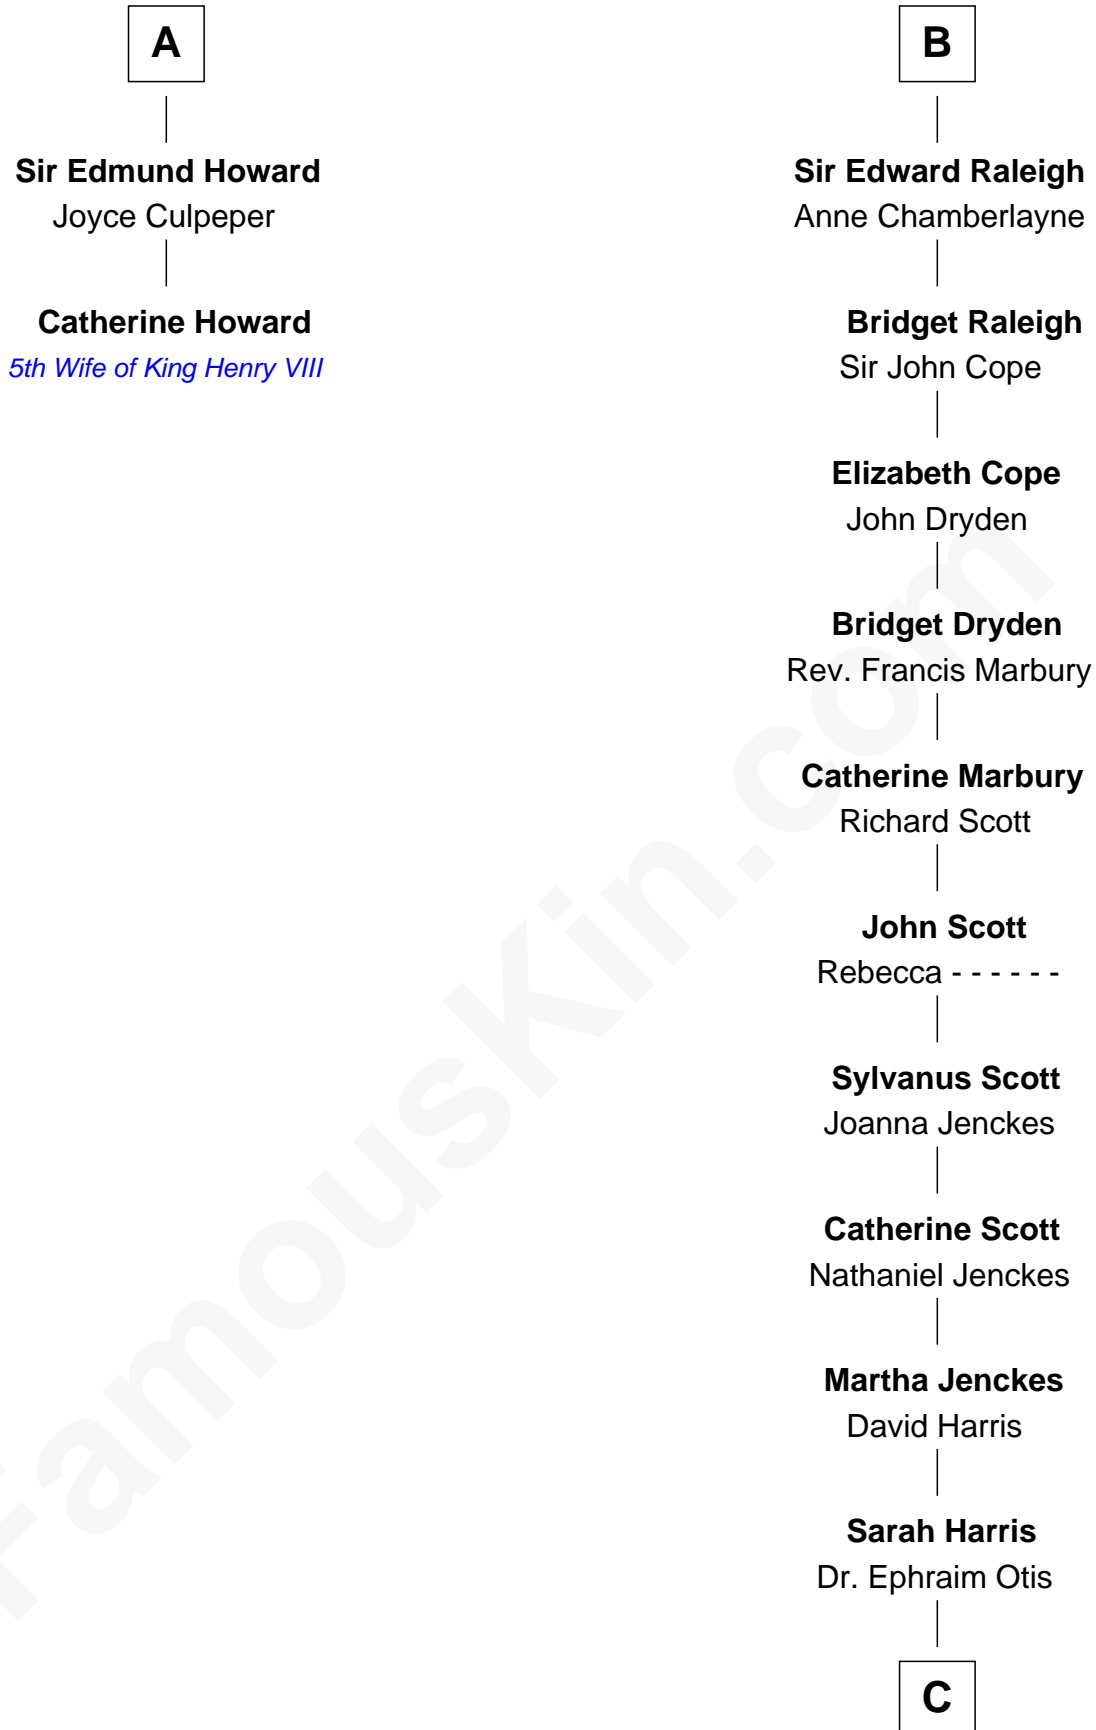 A
Sir Edmund Howard
Joyce Culpeper
Catherine Howard
5th Wife of King Henry VIII
B
Sir Edward Raleigh
Anne Chamberlayne
Bridget Raleigh
Sir John Cope
Elizabeth Cope
John Dryden
Bridget Dryden
Rev. Francis Marbury
Catherine Marbury
Richard Scott
John Scott
Rebecca - - - - - -
Sylvanus Scott
Joanna Jenckes
Catherine Scott
Nathaniel Jenckes
Martha Jenckes
David Harris
Sarah Harris
Dr. Ephraim Otis
C
FamousKin.com